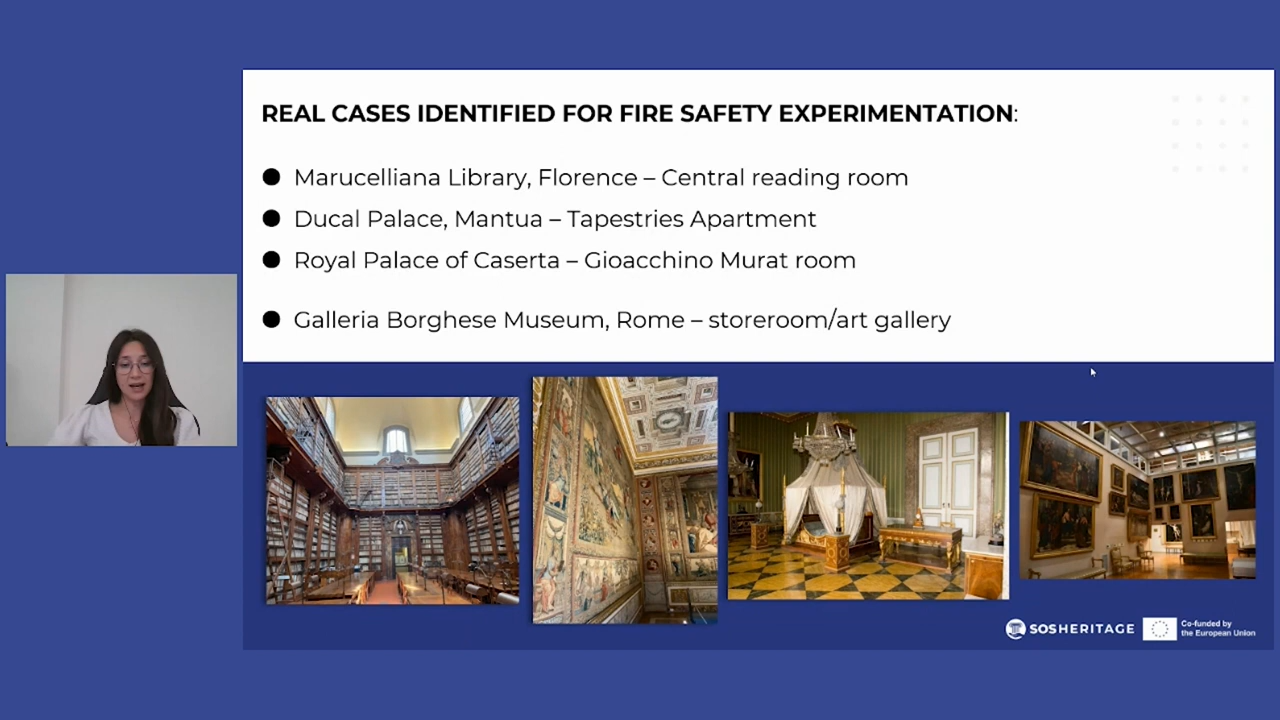 REAL CASES IDENTIFIED FOR FIRE SAFETY EXPERIMENTATION:
● Marucelliana Library, Florence – Central reading room
● Ducal Palace, Mantua – Tapestries Apartment
● Royal Palace of Caserta – Gioacchino Murat room
● Galleria Borghese Museum, Rome – storeroom/art gallery
SOSHERITAGE
Co-funded by
the European Union